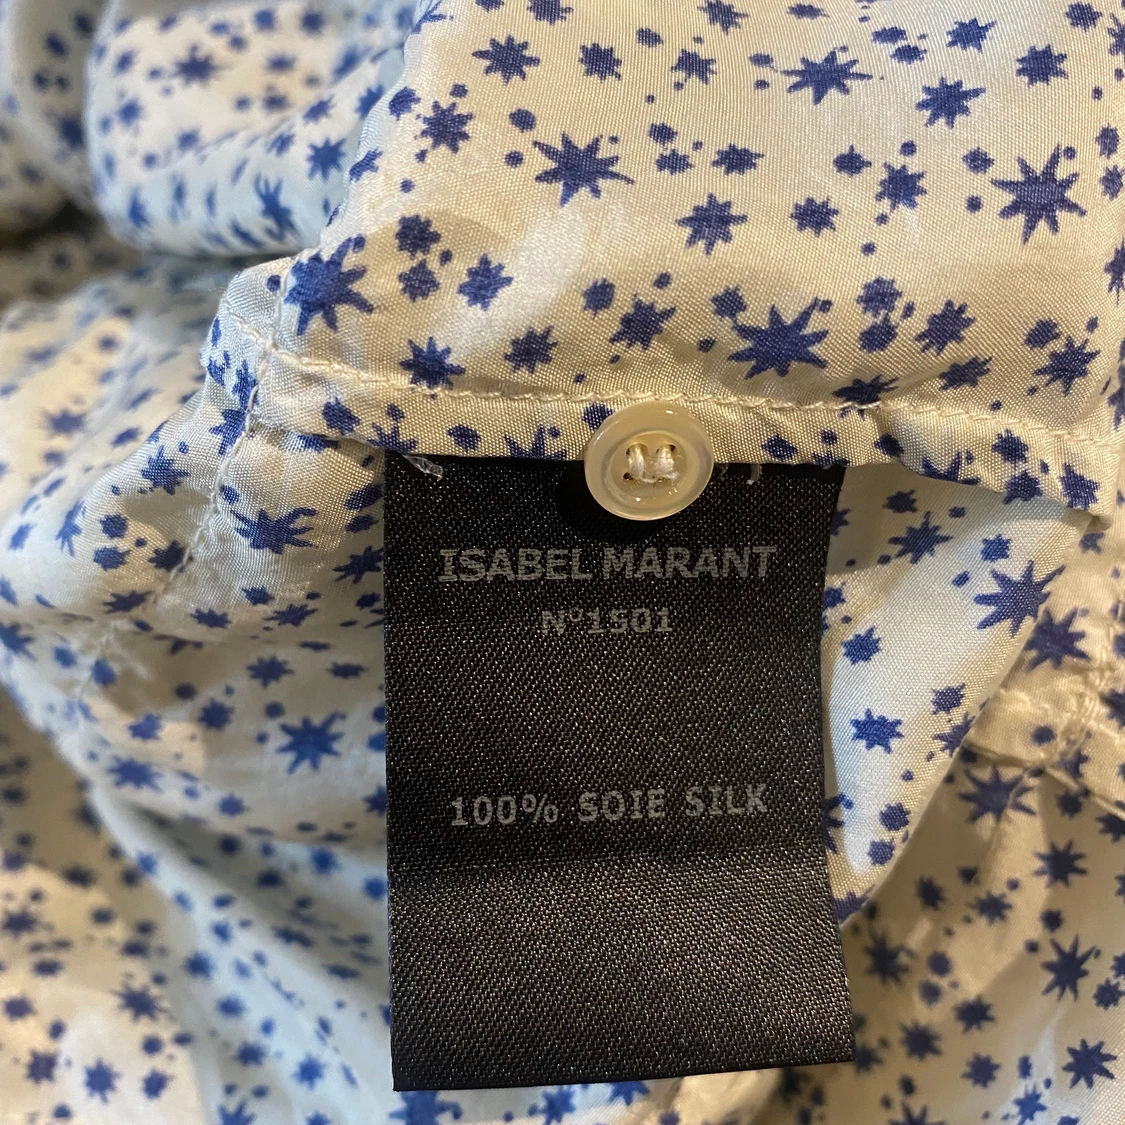 ISABEL MARANT
N°1501
100% SOIE SILK